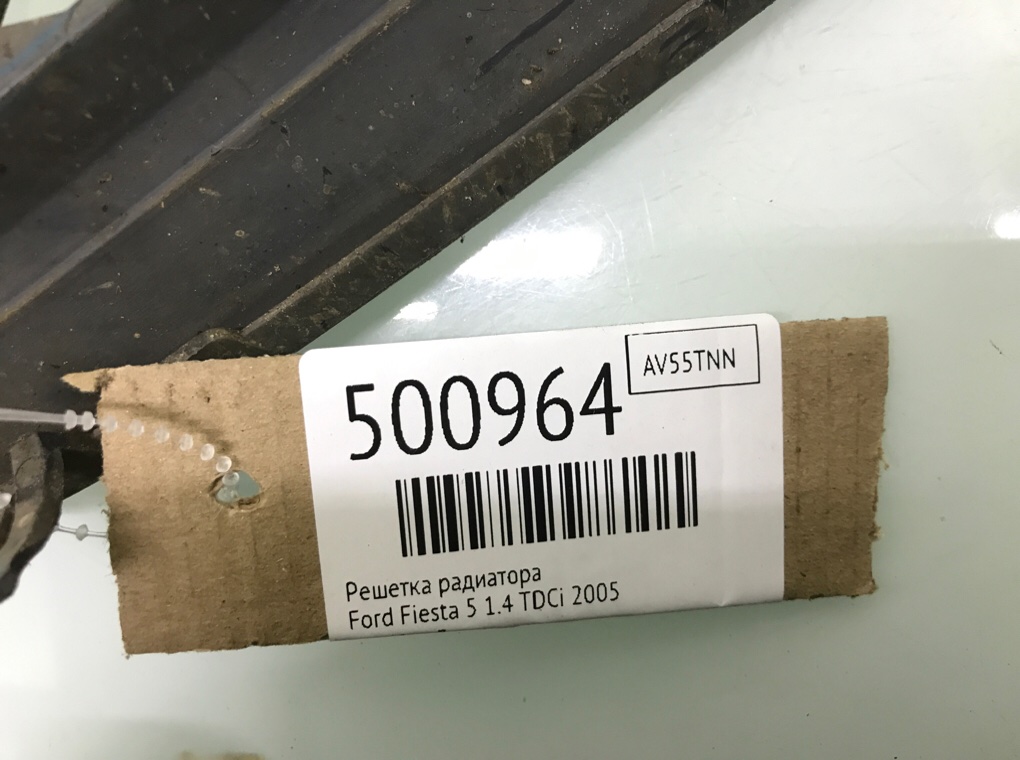 500964
AV55TNN
Решетка радиатора
Ford Fiesta 5 1.4 TDCi 2005